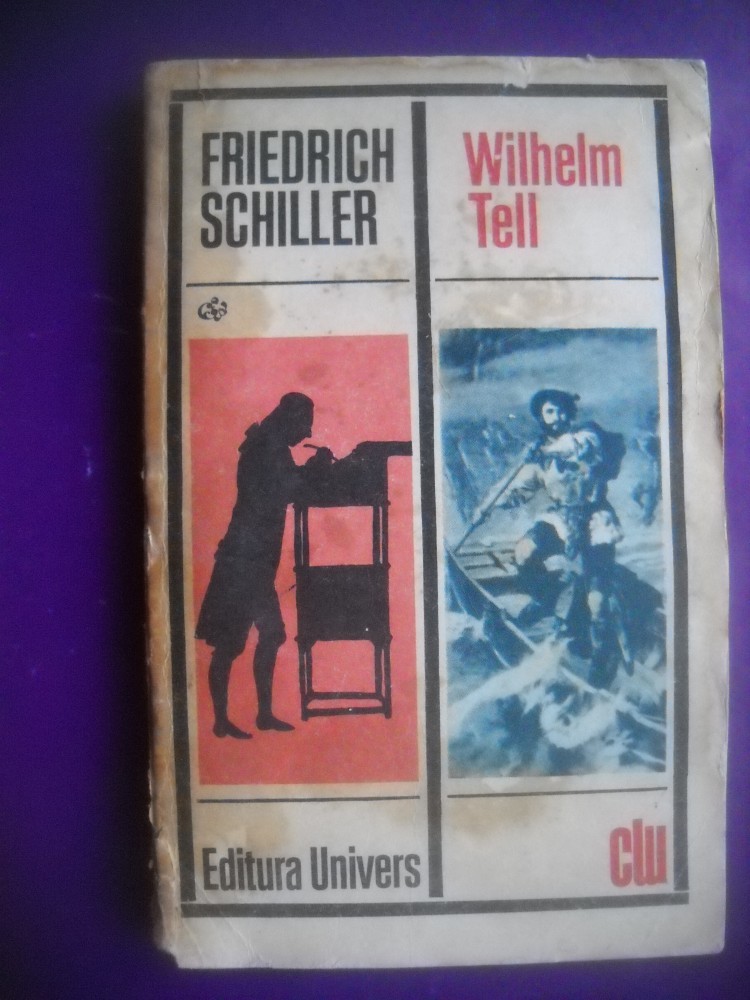 FRIEDRICH
SCHILLER
Wilhelm
Tell
Editura Univers
clu